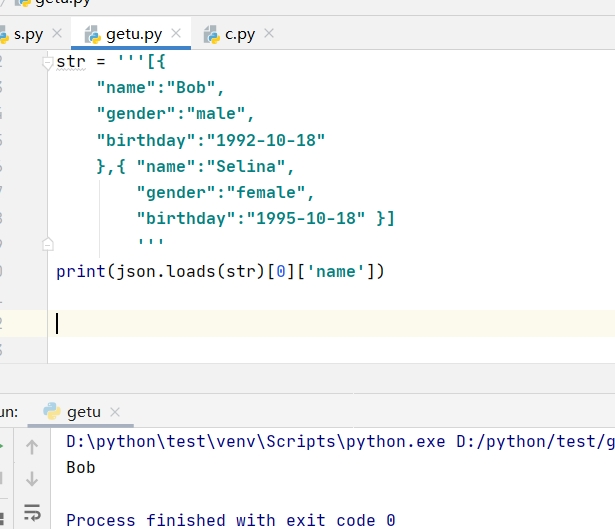 getu.py
s.py getu.py c.py
str = '''[{
"name":"Bob",
"gender":"male",
"birthday":"1992-10-18"
},{ "name":"Selina",
"gender":"female",
"birthday":"1995-10-18" }]
'''
print(json.loads(str)[0]['name'])
un: getu
D:\python\test\venv\Scripts\python.exe D:/python/test/g
Bob
Process finished with exit code 0